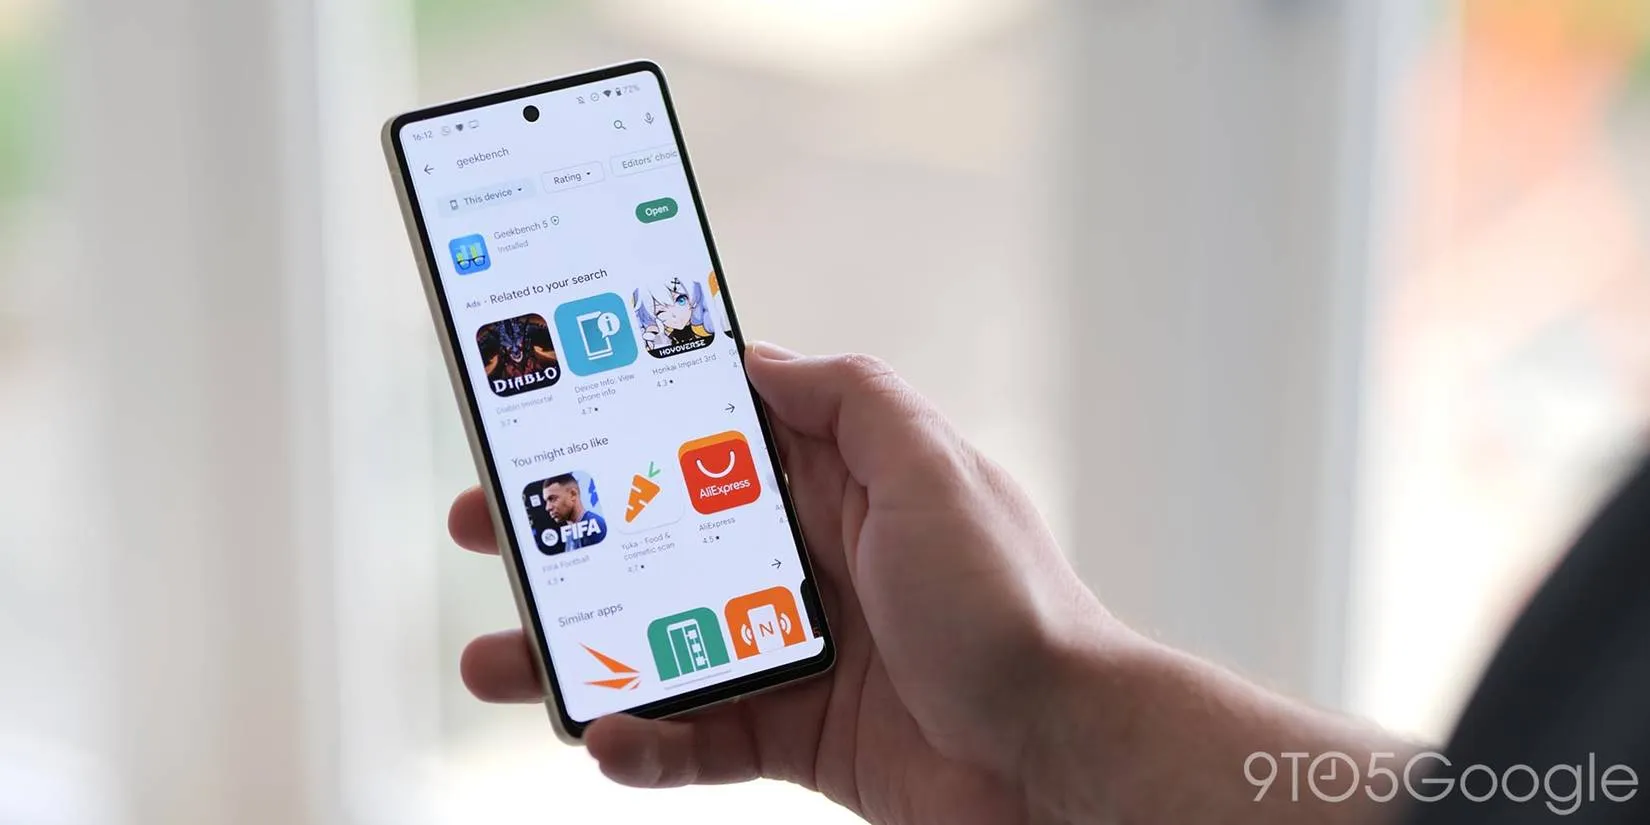 16:12
72%
geekbench
This device
Rating
Editors' choic
Geekbench 5
Installed
Open
Ads · Related to your search
DIABLO
HOYOVERSE
Diablo Immortal
3.7 ★
Device Info: View
phone info
4.7 ★
Honkai Impact 3rd
4.3 ★
You might also like
EA
FIFA
AliExpress
FIFA Football
4.3 ★
Yuka - Food &
cosmetic scan
4.7 ★
AliExpress
4.5 ★
Similar apps
N
9TO5Google